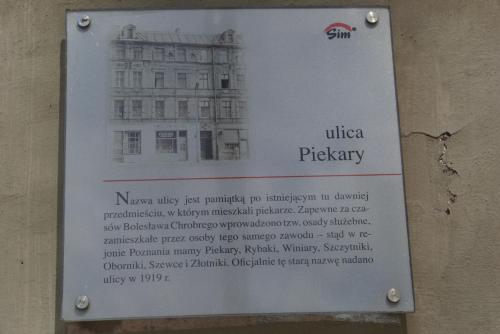 Sim
ulica
Piekary
Nazwa ulicy jest pamiątką po istniejącym tu dawniej
przedmieściu, w którym mieszkali piekarze. Zapewne za cza-
sów Bolesława Chrobrego wprowadzono tzw. osady służebne,
zamieszkałe przez osoby tego samego zawodu – stąd w re-
jonie Poznania mamy Piekary, Rybaki, Winiary, Szczytniki,
Oborniki, Szewce i Złotniki. Oficjalnie tę starą nazwę nadano
ulicy w 1919 r.